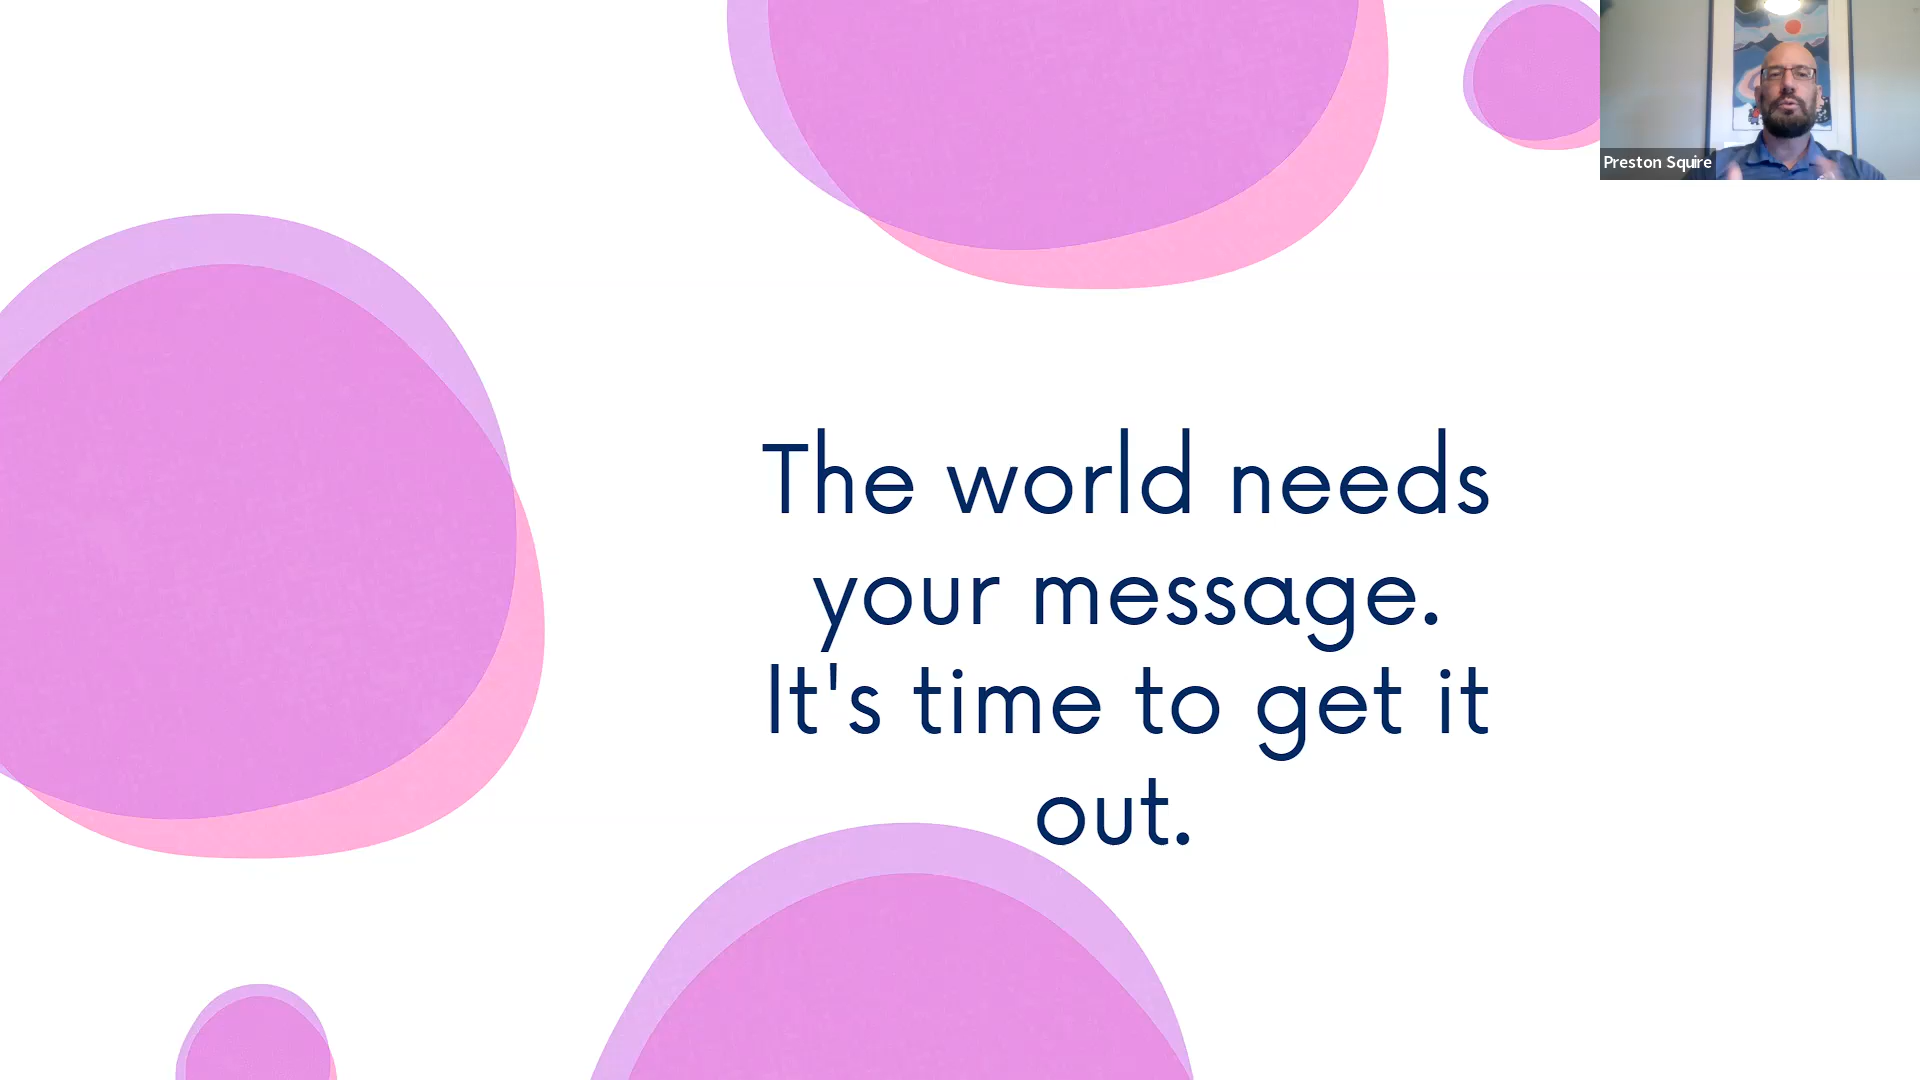 Preston Squire
The world needs
your message.
It's time to get it
out.